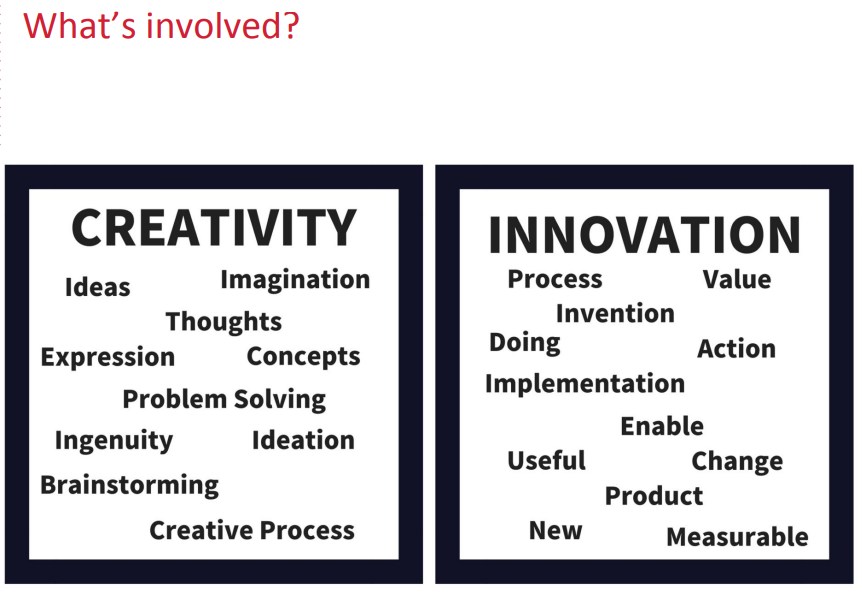 What's involved?
CREATIVITY
Ideas
Imagination
Thoughts
Expression
Concepts
Problem Solving
Ingenuity
Ideation
Brainstorming
Creative Process
INNOVATION
Process
Value
Invention
Doing
Action
Implementation
Enable
Useful
Change
Product
New
Measurable